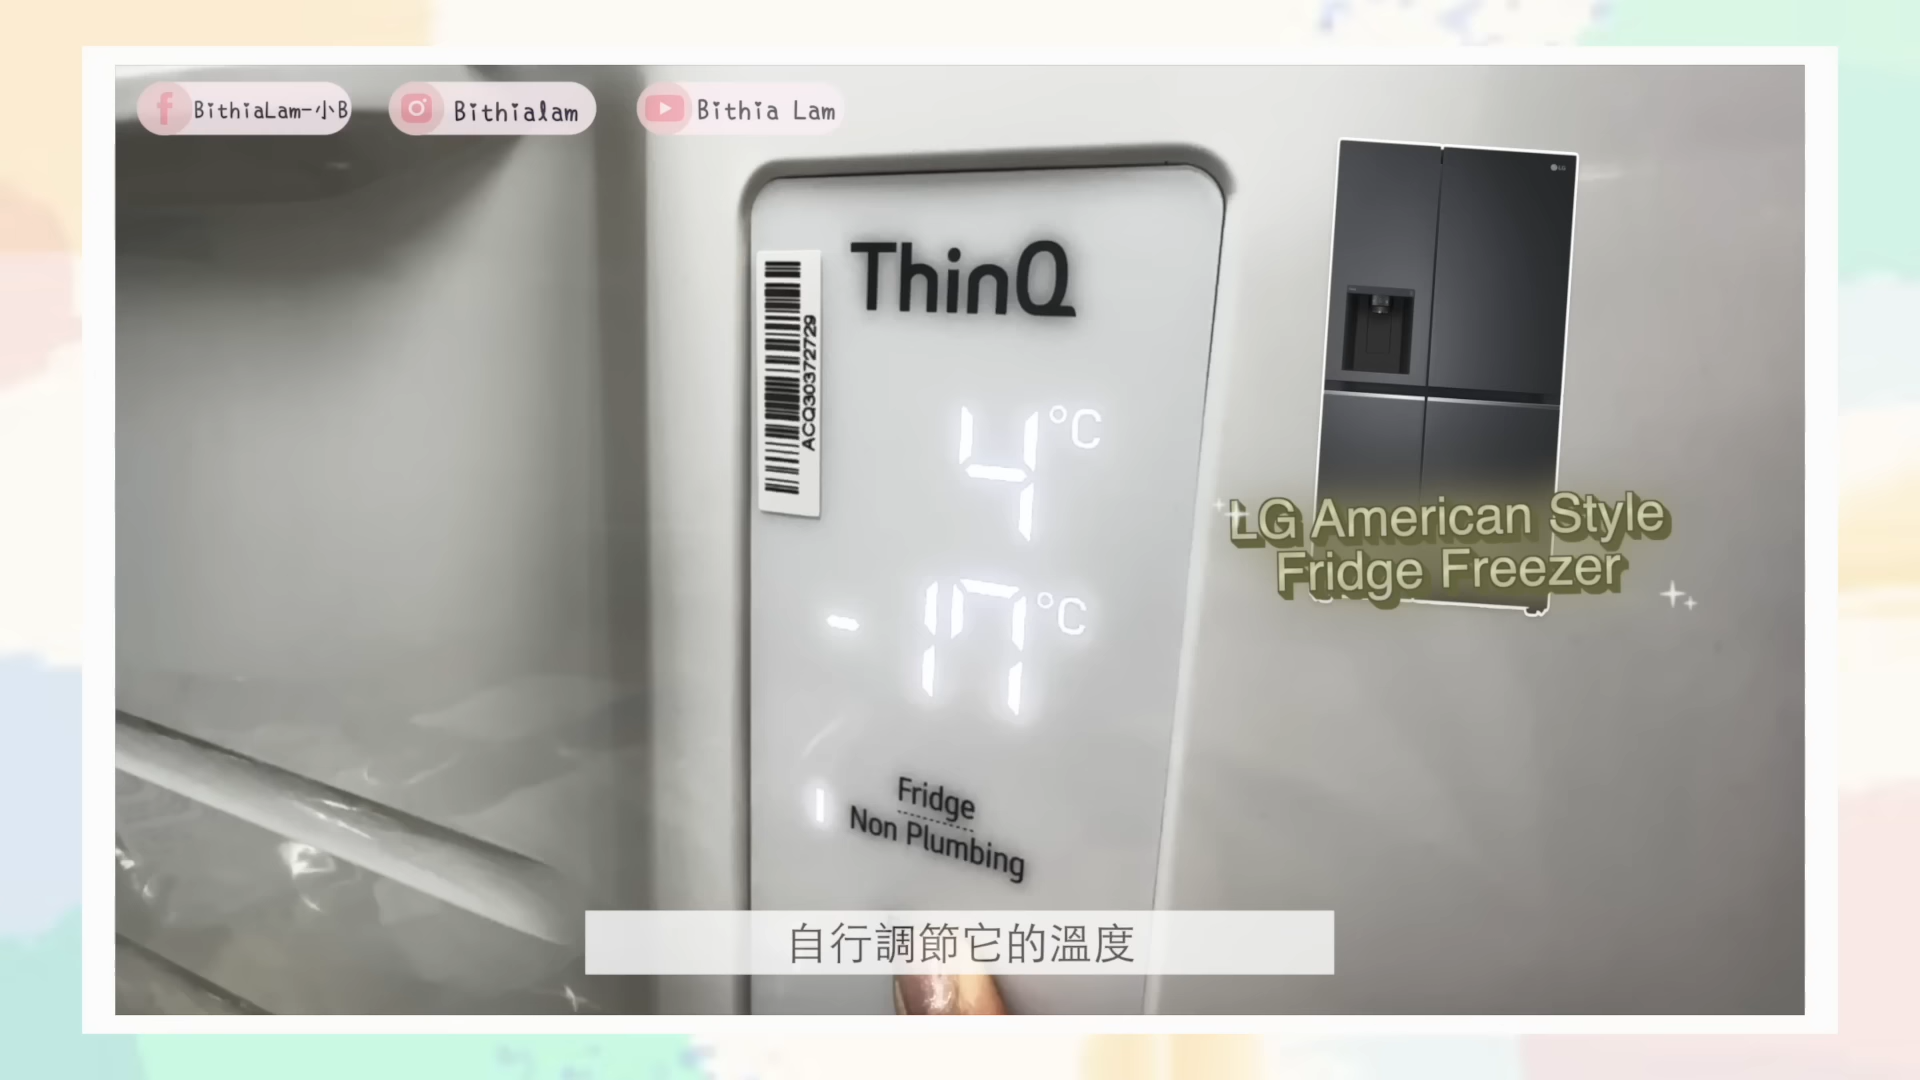 BithiaLam-小B
Bithialam
Bithia Lam
ThinQ
ACQ30372729
4 °C
- 17 °C
LG
LG American Style
Fridge Freezer
Fridge
Non Plumbing
自行調節它的溫度